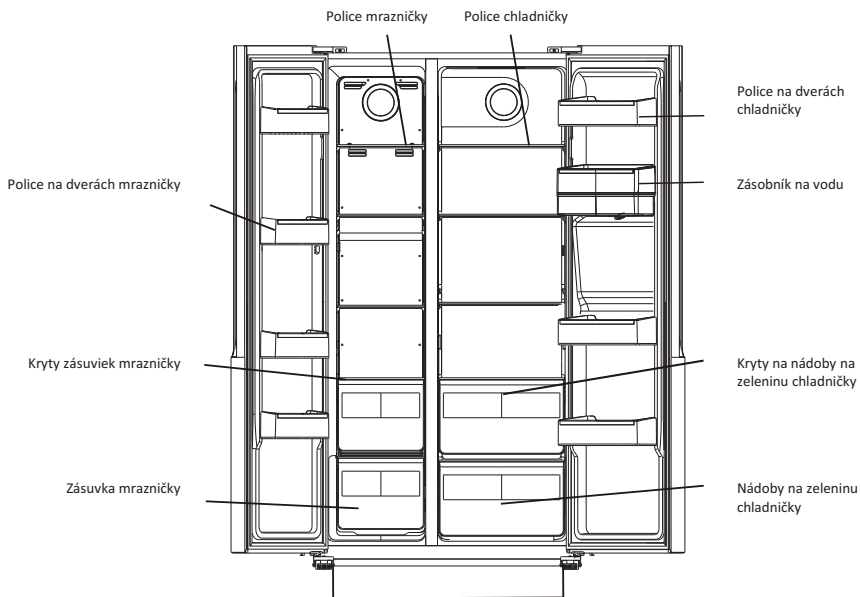 Police mrazničky
Police chladničky
Police na dverách
chladničky
Police na dverách mrazničky
Zásobník na vodu
Kryty zásuviek mrazničky
Kryty na nádoby na
zeleninu chladničky
Zásuvka mrazničky
Nádoby na zeleninu
chladničky